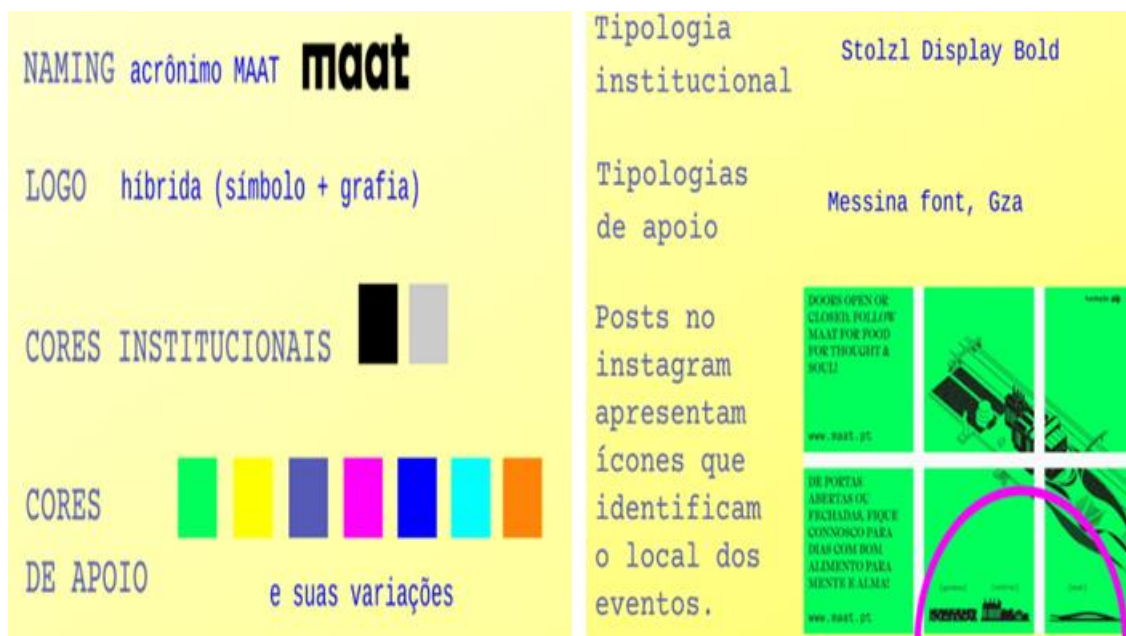 NAMING acrônimo MAAT maat
LOGO híbrida (símbolo + grafia)
CORES INSTITUCIONAIS
CORES
DE APOIO
e suas variações
Tipologia
institucional
Stolzl Display Bold
Tipologias
de apoio
Messina font, Gza
Posts no
instagram
apresentam
ícones que
identificam
o local dos
eventos.
DOORS OPEN OR
CLOSED, FOLLOW
MAAT FOR FOOD
FOR THOUGHT &
SOUL!
www.maat.pt
DE PORTAS
ABERTAS OU
FECHADAS, FIQUE
CONNOSCO PARA
DIAS COM BOM
ALIMENTO PARA
MENTE E ALMA!
www.maat.pt